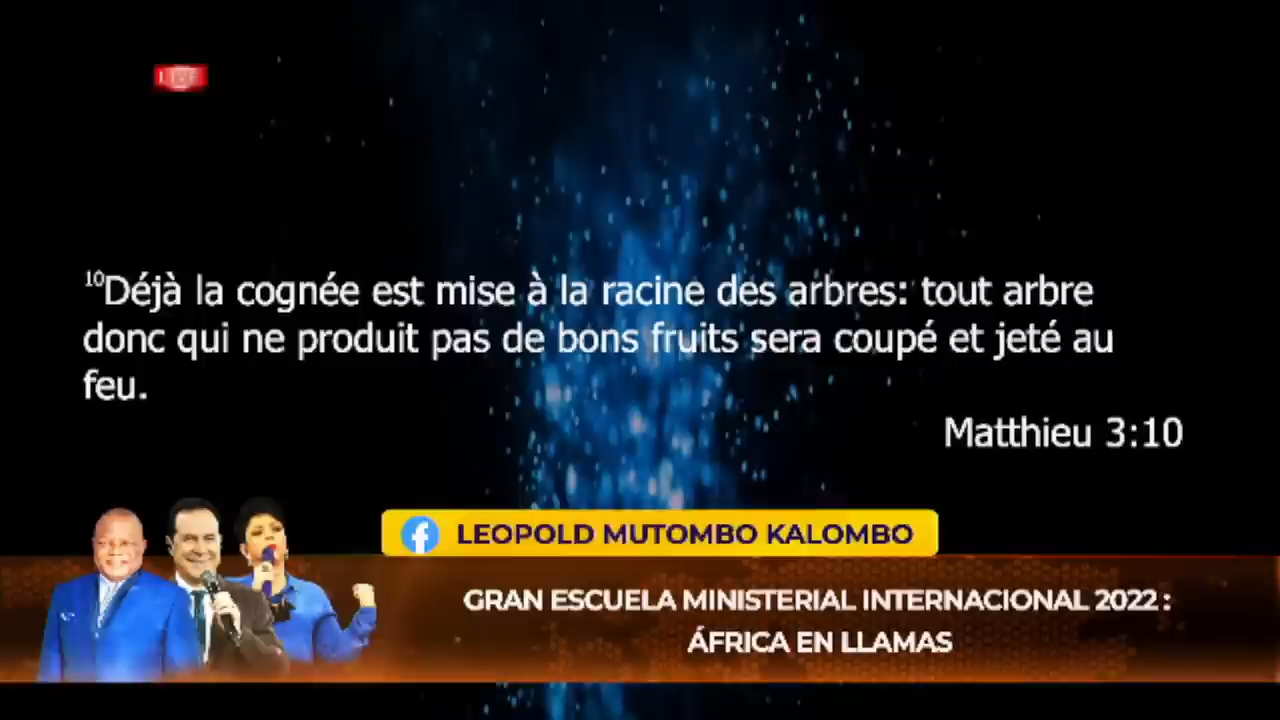 LIVE
10Déjà la cognée est mise à la racine des arbres: tout arbre
donc qui ne produit pas de bons fruits sera coupé et jeté au
feu.
Matthieu 3:10
LEOPOLD MUTOMBO KALOMBO
GRAN ESCUELA MINISTERIAL INTERNACIONAL 2022 :
ÁFRICA EN LLAMAS